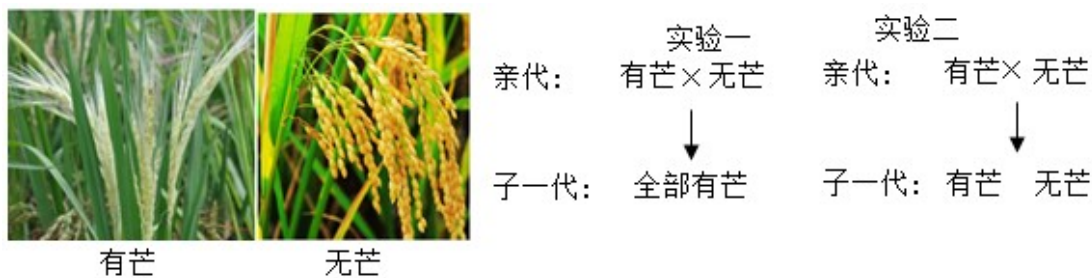 有芒
无芒
实验一
亲代： 有芒×无芒
子一代： 全部有芒
实验二
亲代： 有芒× 无芒
子一代： 有芒 无芒